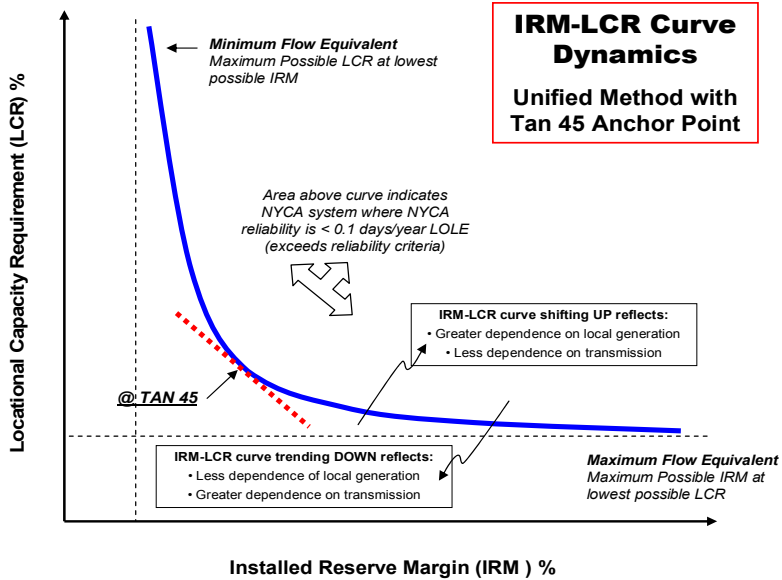 IRM-LCR Curve
Dynamics
Unified Method with
Tan 45 Anchor Point
Minimum Flow Equivalent
Maximum Possible LCR at lowest
possible IRM
Locational Capacity Requirement (LCR) %
Area above curve indicates
NYCA system where NYCA
reliability is < 0.1 days/year LOLE
(exceeds reliability criteria)
IRM-LCR curve shifting UP reflects:
• Greater dependence on local generation
• Less dependence on transmission
@ TAN 45
IRM-LCR curve trending DOWN reflects:
• Less dependence of local generation
• Greater dependence on transmission
Maximum Flow Equivalent
Maximum Possible IRM at
lowest possible LCR
Installed Reserve Margin (IRM ) %